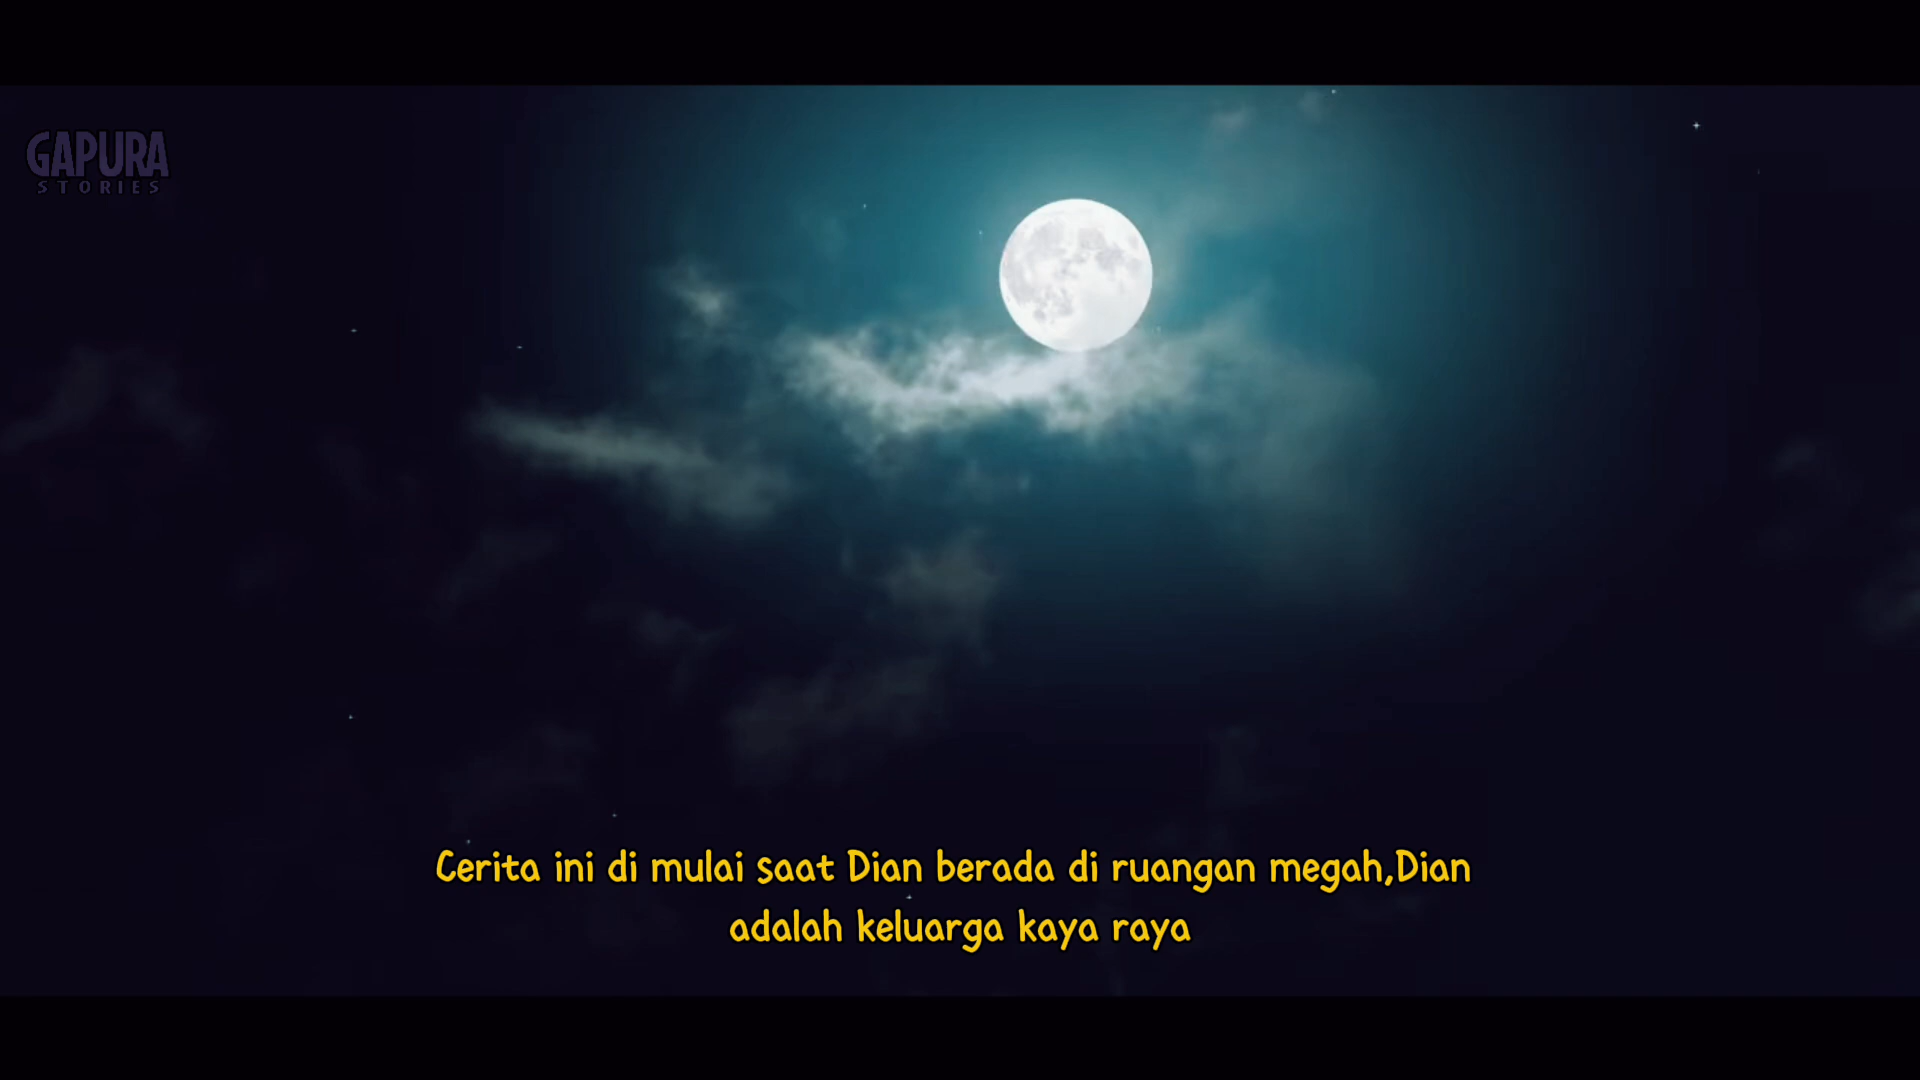 GAPURA
STORIES
Cerita ini di mulai saat Dian berada di ruangan megah,Dian
adalah keluarga kaya raya